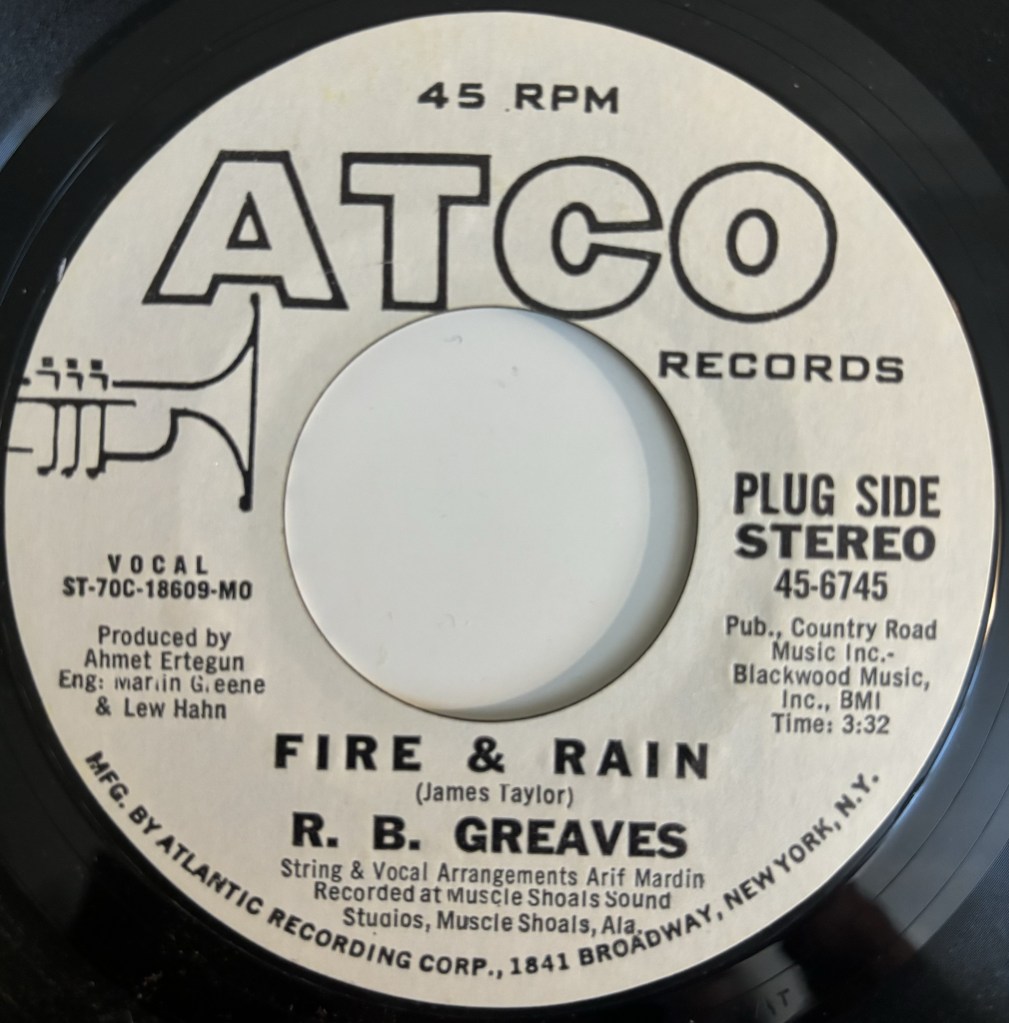 45 RPM
ATCO
RECORDS
PLUG SIDE
STEREO
45-6745
VOCAL
ST-70C-18609-MO
Pub., Country Road
Music Inc.-
Blackwood Music,
Inc., BMI
Time: 3:32
Produced by
Ahmet Ertegun
Eng: Martin Greene
& Lew Hahn
FIRE & RAIN
(James Taylor)
R. B. GREAVES
String & Vocal Arrangements Arif Mardin
Recorded at Muscle Shoals Sound
Studios, Muscle Shoals, Ala.
MFG. BY ATLANTIC RECORDING CORP., 1841 BROADWAY, NEW YORK, N.Y.